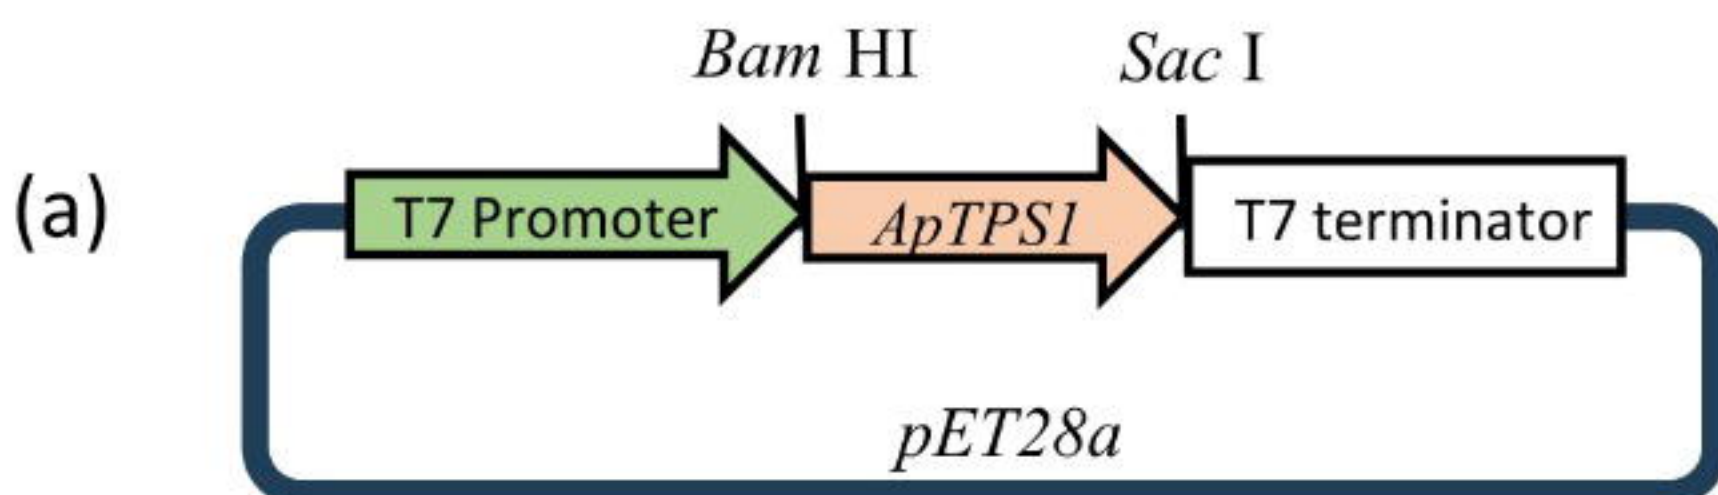 Bam HI Sac I
(a) T7 Promoter ApTPS1 T7 terminator
pET28a